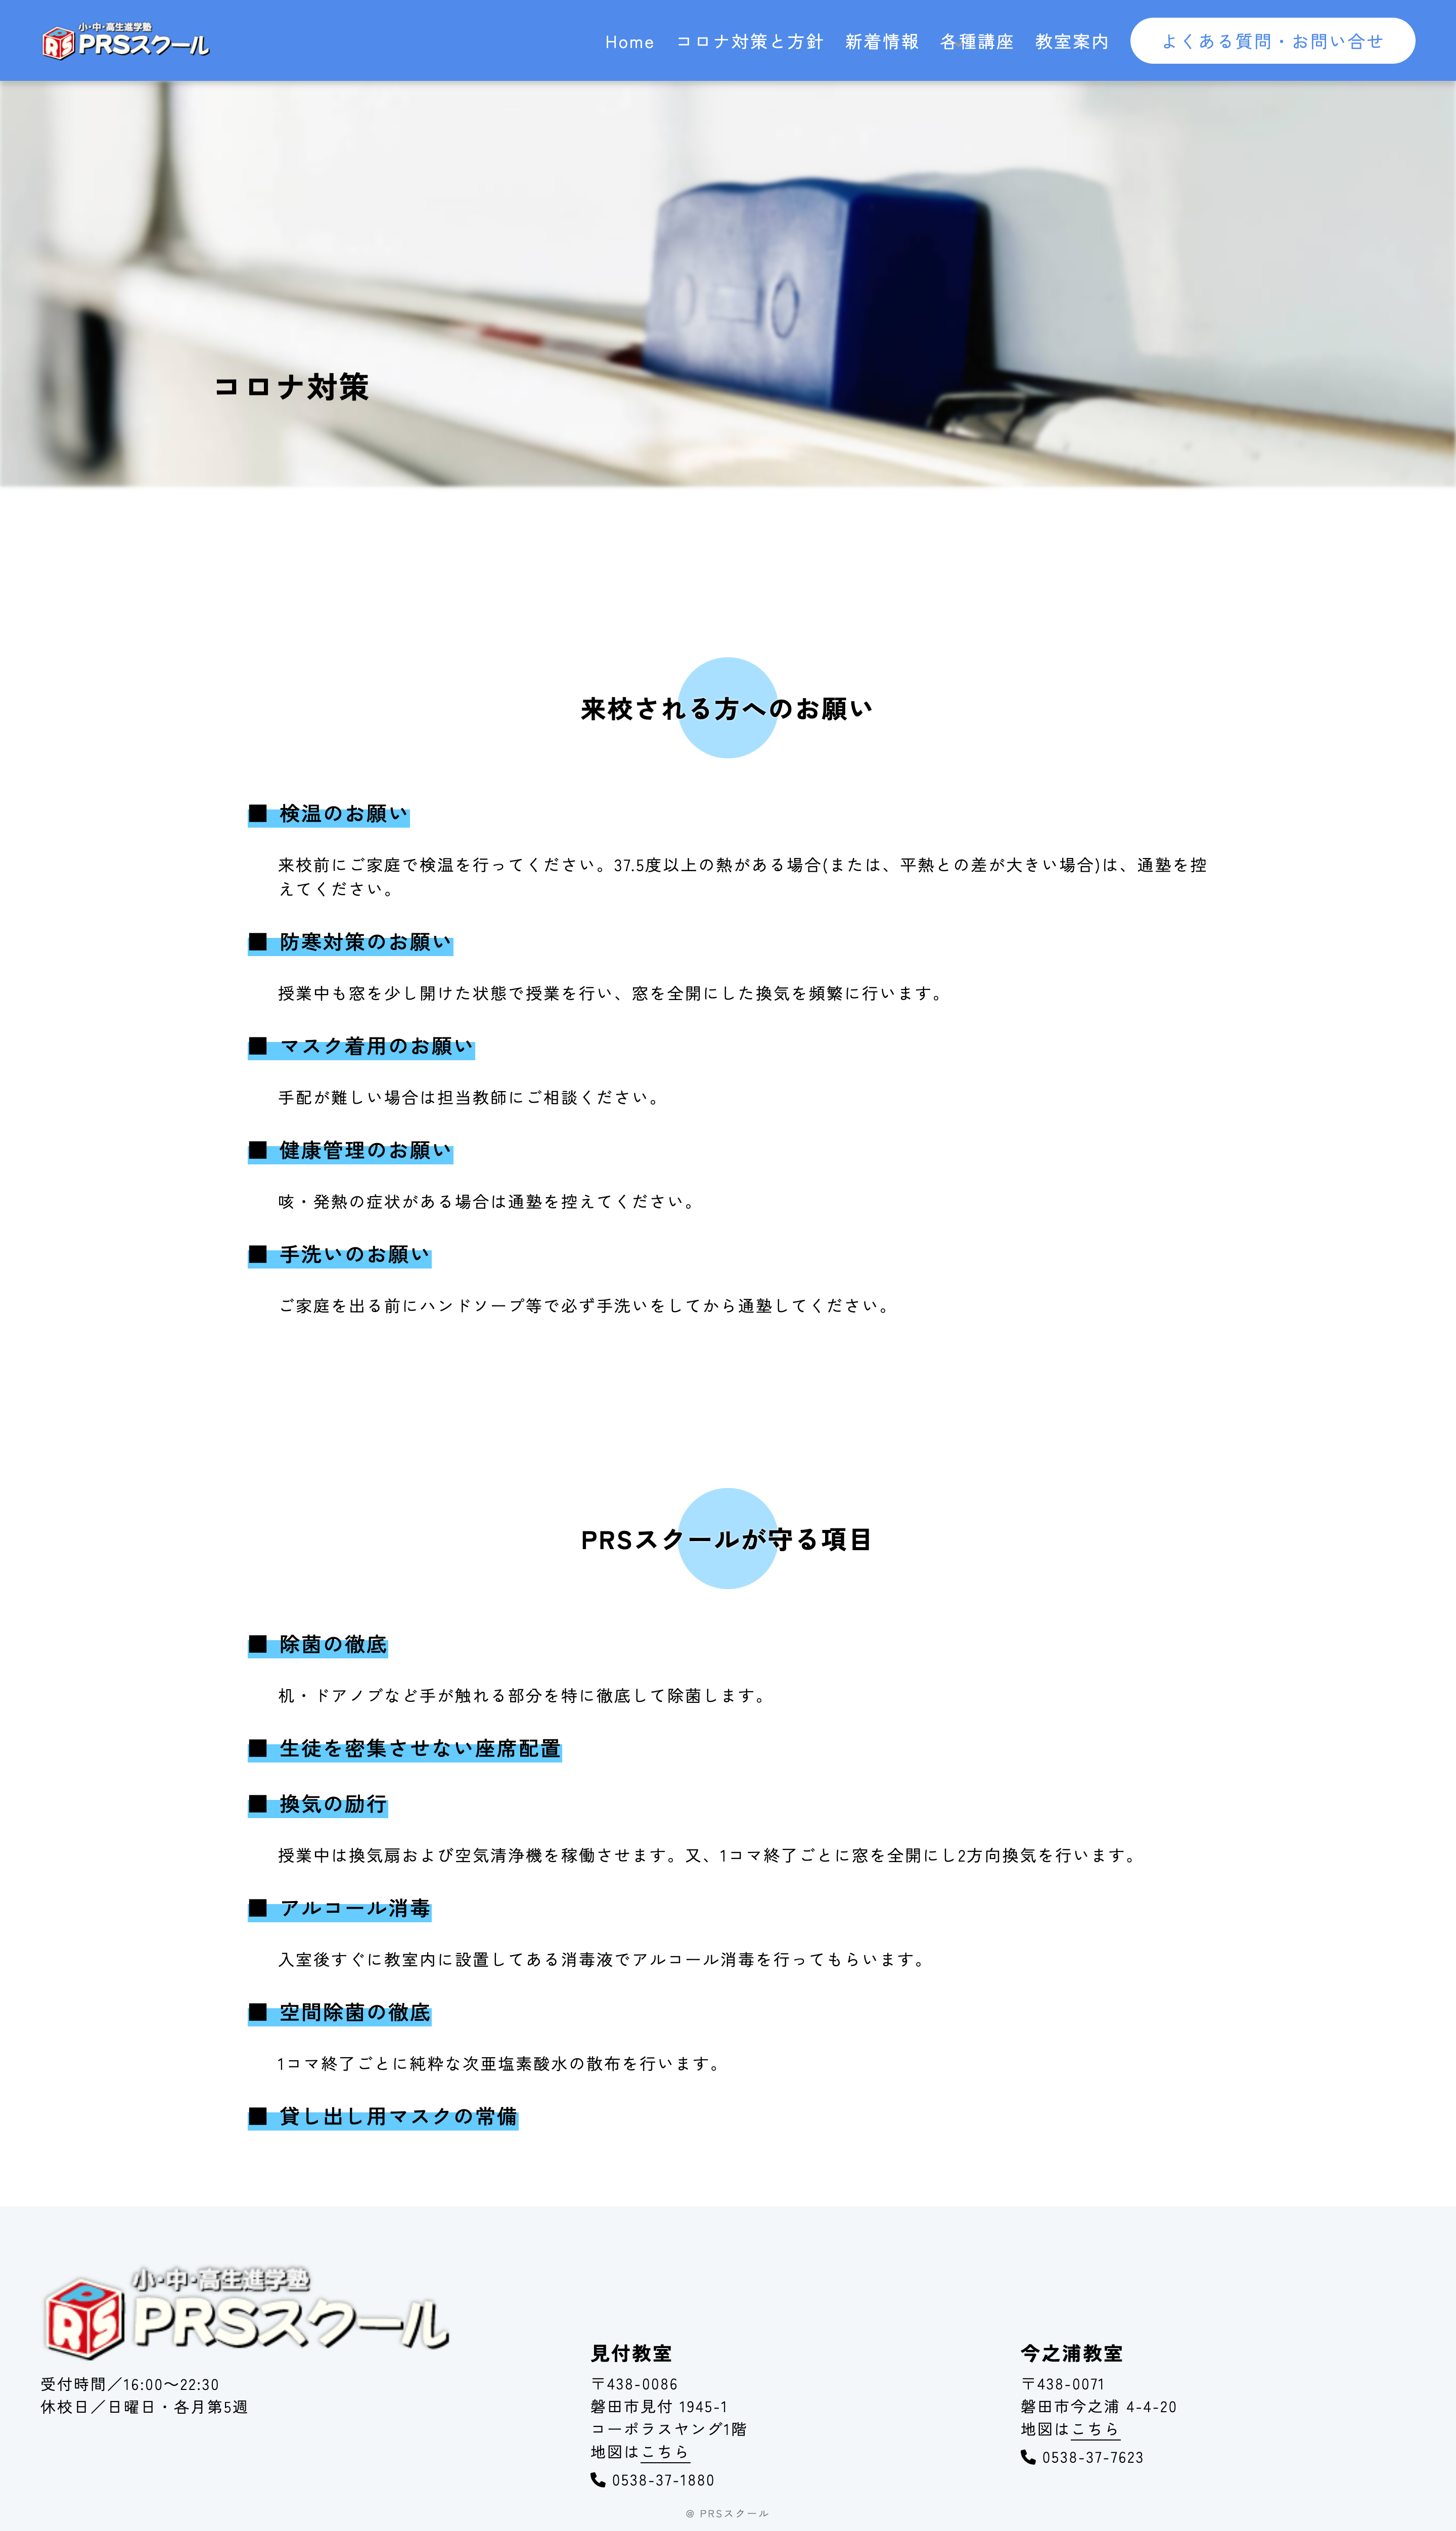 小・中・高生進学塾
PRSスクール
Home
コロナ対策と方針
新着情報
各種講座
教室案内
よくある質問・お問い合せ
コロナ対策
来校される方へのお願い
■ 検温のお願い
来校前にご家庭で検温を行ってください。37.5度以上の熱がある場合(または、平熱との差が大きい場合)は、通塾を控
えてください。
■ 防寒対策のお願い
授業中も窓を少し開けた状態で授業を行い、窓を全開にした換気を頻繁に行います。
■ マスク着用のお願い
手配が難しい場合は担当教師にご相談ください。
■ 健康管理のお願い
咳・発熱の症状がある場合は通塾を控えてください。
■ 手洗いのお願い
ご家庭を出る前にハンドソープ等で必ず手洗いをしてから通塾してください。
PRSスクールが守る項目
■ 除菌の徹底
机・ドアノブなど手が触れる部分を特に徹底して除菌します。
■ 生徒を密集させない座席配置
■ 換気の励行
授業中は換気扇および空気清浄機を稼働させます。又、1コマ終了ごとに窓を全開にし2方向換気を行います。
■ アルコール消毒
入室後すぐに教室内に設置してある消毒液でアルコール消毒を行ってもらいます。
■ 空間除菌の徹底
1コマ終了ごとに純粋な次亜塩素酸水の散布を行います。
■ 貸し出し用マスクの常備
小・中・高生進学塾
PRSスクール
受付時間／16:00〜22:30
休校日／日曜日・各月第5週
見付教室
〒438-0086
磐田市見付 1945-1
コーポラスヤング1階
地図はこちら
0538-37-1880
今之浦教室
〒438-0071
磐田市今之浦 4-4-20
地図はこちら
0538-37-7623
@ PRSスクール